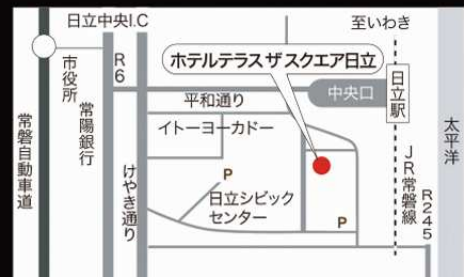 日立中央I.C
至いわき
R6
市役所
常陽銀行
常磐自動車道
けやき通り
ホテルテラス ザ スクエア日立
平和通り
中央口
日立駅
イトーヨーカドー
P
日立シビック
センター
P
JR常磐線
R245
太平洋